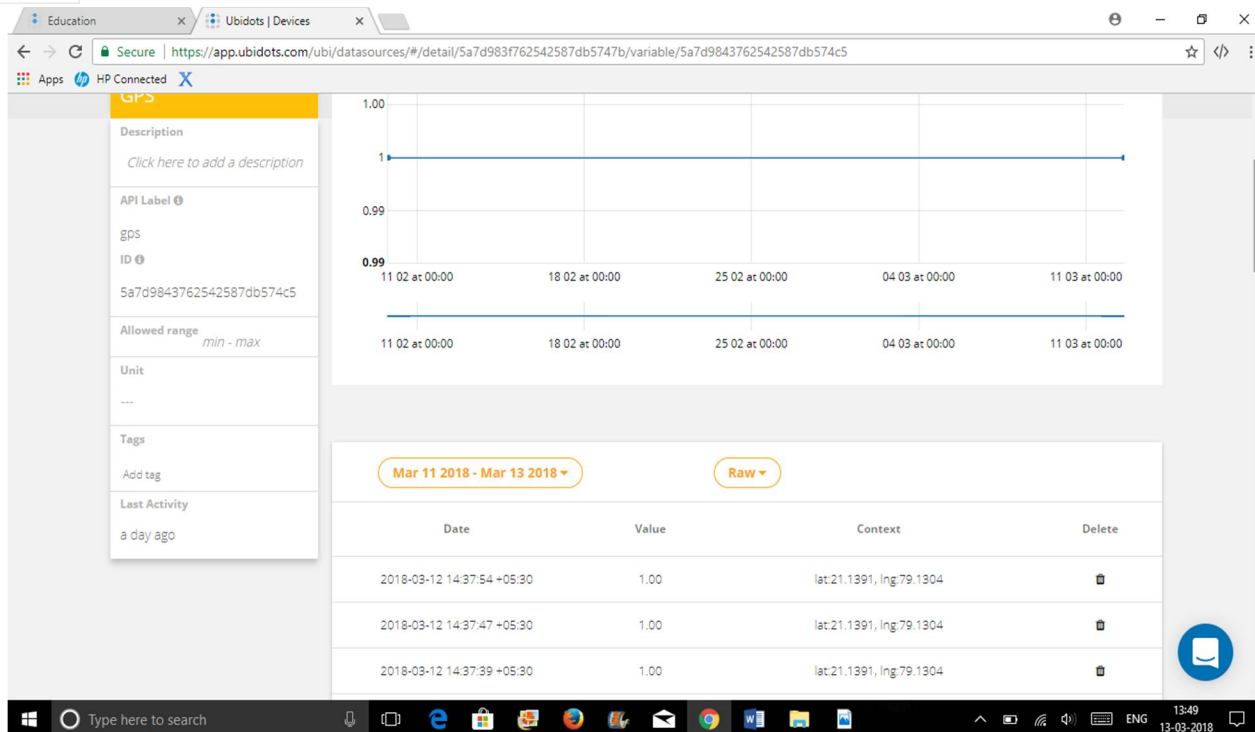 Education
Ubidots | Devices
Secure | https://app.ubidots.com/ubi/datasources/#/detail/5a7d983f762542587db5747b/variable/5a7d9843762542587db574c5
Apps HP Connected
GPS
Description
Click here to add a description
API Label
gps
ID
5a7d9843762542587db574c5
Allowed range min - max
Unit
---
Tags
Add tag
Last Activity
a day ago
1.00
1
0.99
0.99
11 02 at 00:00 18 02 at 00:00 25 02 at 00:00 04 03 at 00:00 11 03 at 00:00
11 02 at 00:00 18 02 at 00:00 25 02 at 00:00 04 03 at 00:00 11 03 at 00:00
Mar 11 2018 - Mar 13 2018 Raw
Date Value Context Delete
2018-03-12 14:37:54 +05:30 1.00 lat:21.1391, lng:79.1304
2018-03-12 14:37:47 +05:30 1.00 lat:21.1391, lng:79.1304
2018-03-12 14:37:39 +05:30 1.00 lat:21.1391, lng:79.1304
Type here to search
ENG
13:49
13-03-2018